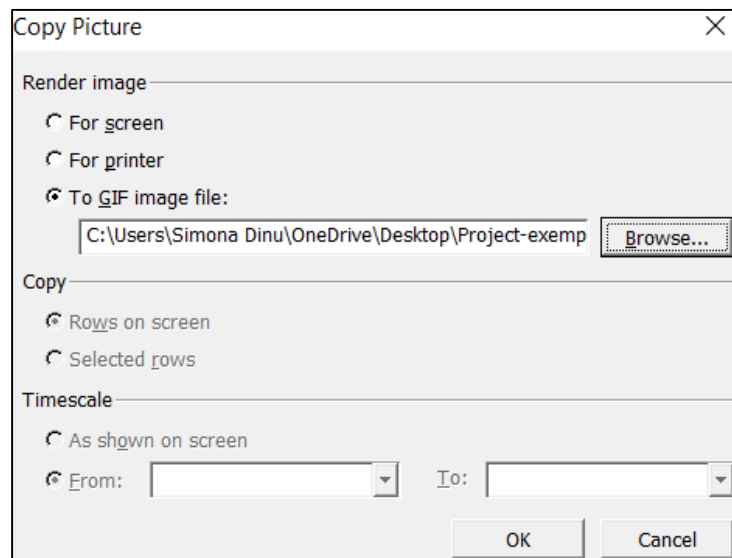 Copy Picture
Render image
For screen
For printer
To GIF image file:
C:\Users\Simona Dinu\OneDrive\Desktop\Project-exemp Browse...
Copy
Rows on screen
Selected rows
Timescale
As shown on screen
From: To:
OK Cancel